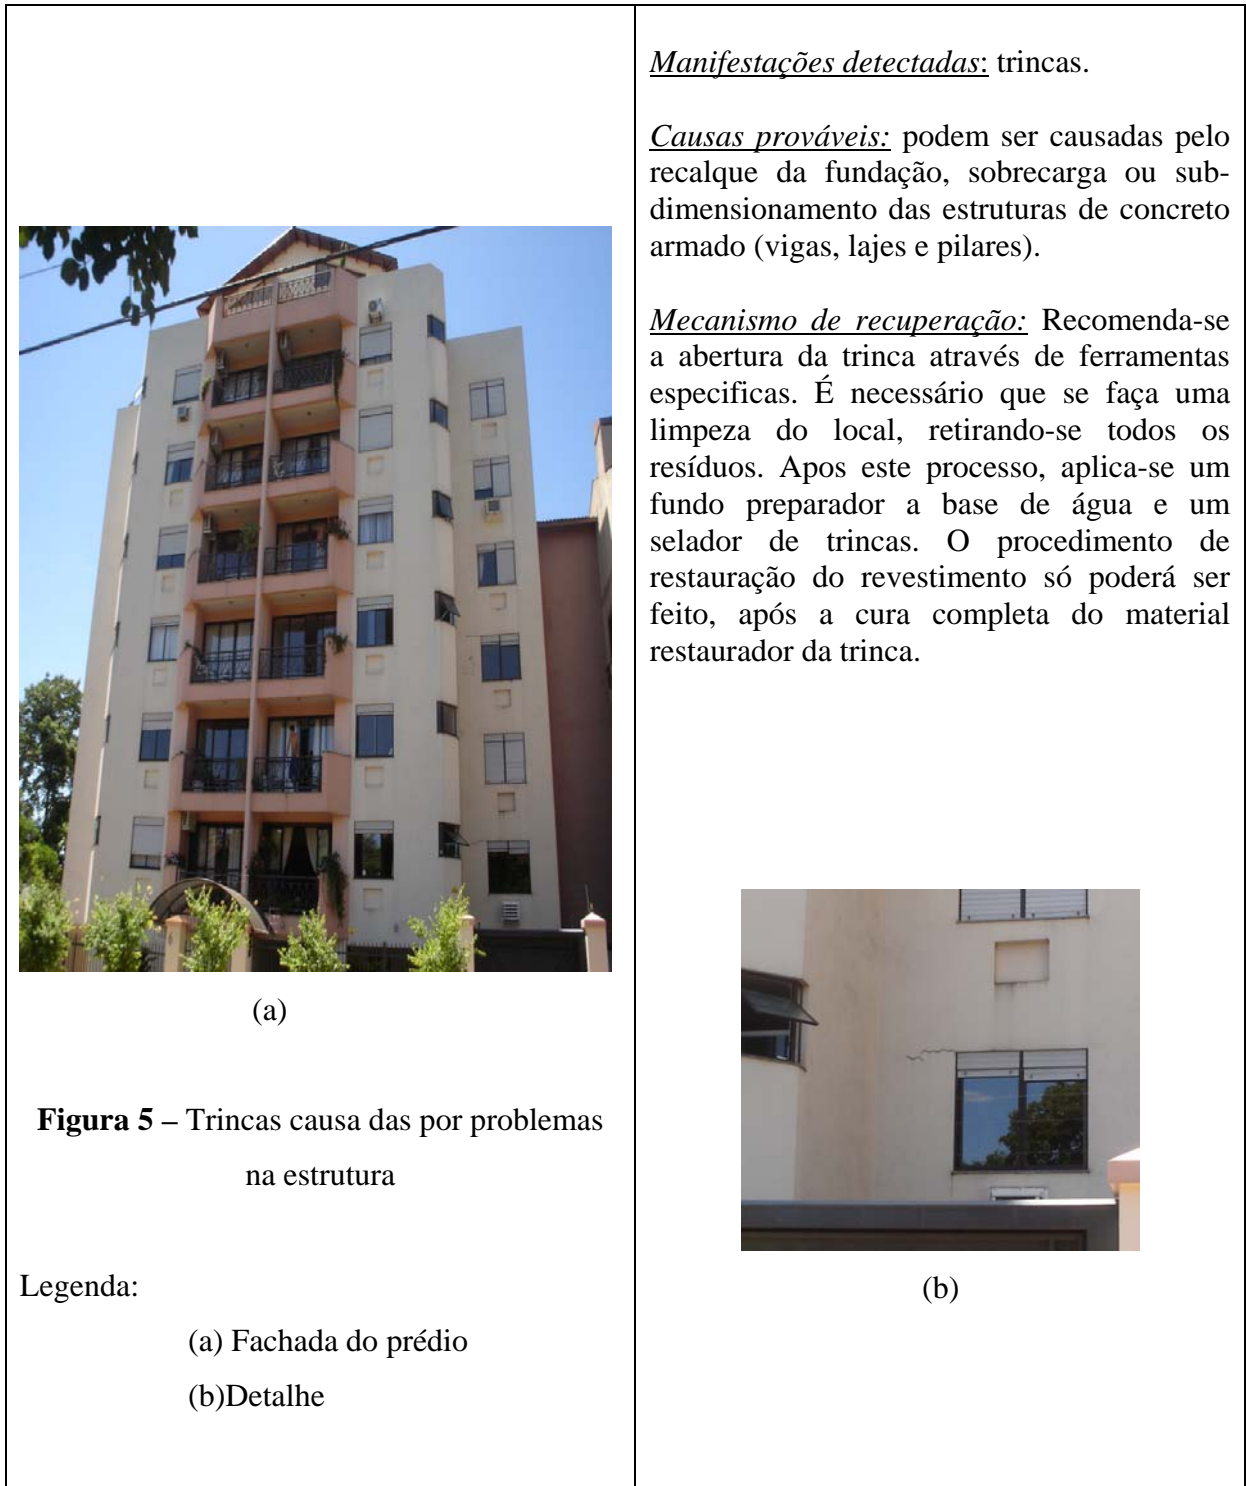 Manifestações detectadas: trincas.
Causas prováveis: podem ser causadas pelo
recalque da fundação, sobrecarga ou sub-
dimensionamento das estruturas de concreto
armado (vigas, lajes e pilares).
Mecanismo de recuperação: Recomenda-se
a abertura da trinca através de ferramentas
especificas. É necessário que se faça uma
limpeza do local, retirando-se todos os
resíduos. Apos este processo, aplica-se um
fundo preparador a base de água e um
selador de trincas. O procedimento de
restauração do revestimento só poderá ser
feito, após a cura completa do material
restaurador da trinca.
(a)
Figura 5 – Trincas causa das por problemas
na estrutura
Legenda:
(a) Fachada do prédio
(b)Detalhe
(b)